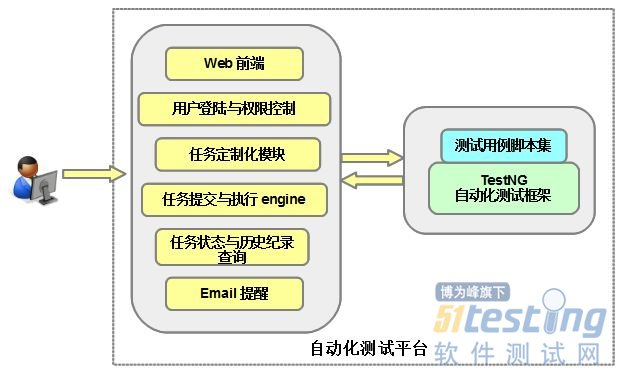 Web 前端
用户登陆与权限控制
任务定制化模块
任务提交与执行 engine
任务状态与历史纪录
查询
Email 提醒
测试用例脚本集
TestNG
自动化测试框架
自动化测试平台
博为峰旗下
51testing
软件测试网